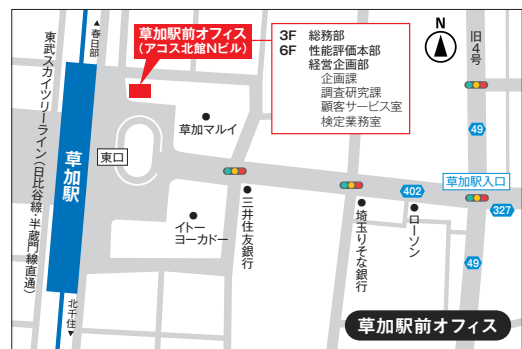 ▲春日部
東武スカイツリーライン(日比谷線・半蔵門線直通)
草加駅
北千住▼
東口
草加駅前オフィス
(アコス北館Nビル)
3F 総務部
6F 性能評価本部
経営企画部
企画課
調査研究課
顧客サービス室
検定業務室
N
旧4号
49
草加マルイ
草加駅入口
402
327
イトー
ヨーカドー
三井住友銀行
埼玉りそな銀行
ローソン
49
草加駅前オフィス